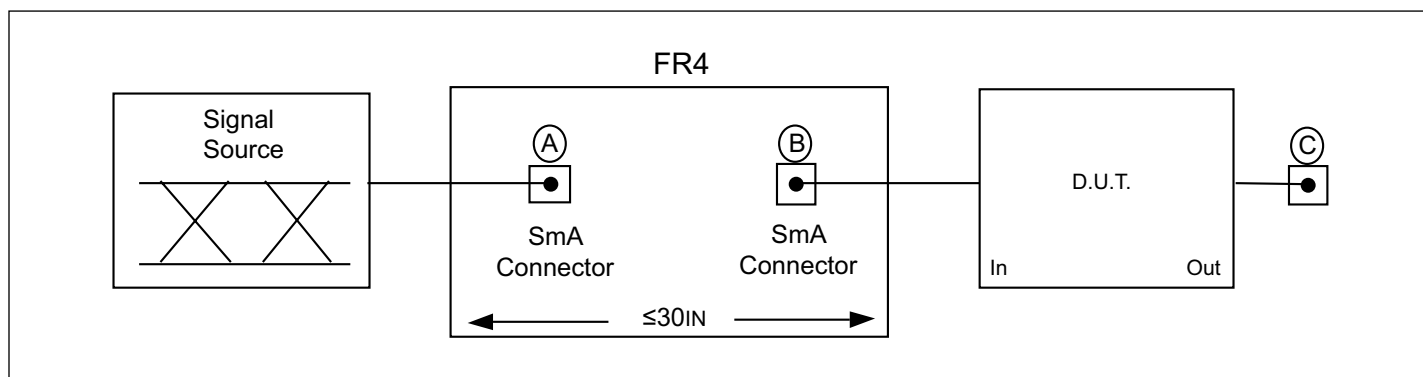 FR4
Signal
Source
A
B
C
D.U.T.
SmA
Connector
SmA
Connector
In
Out
≤30IN